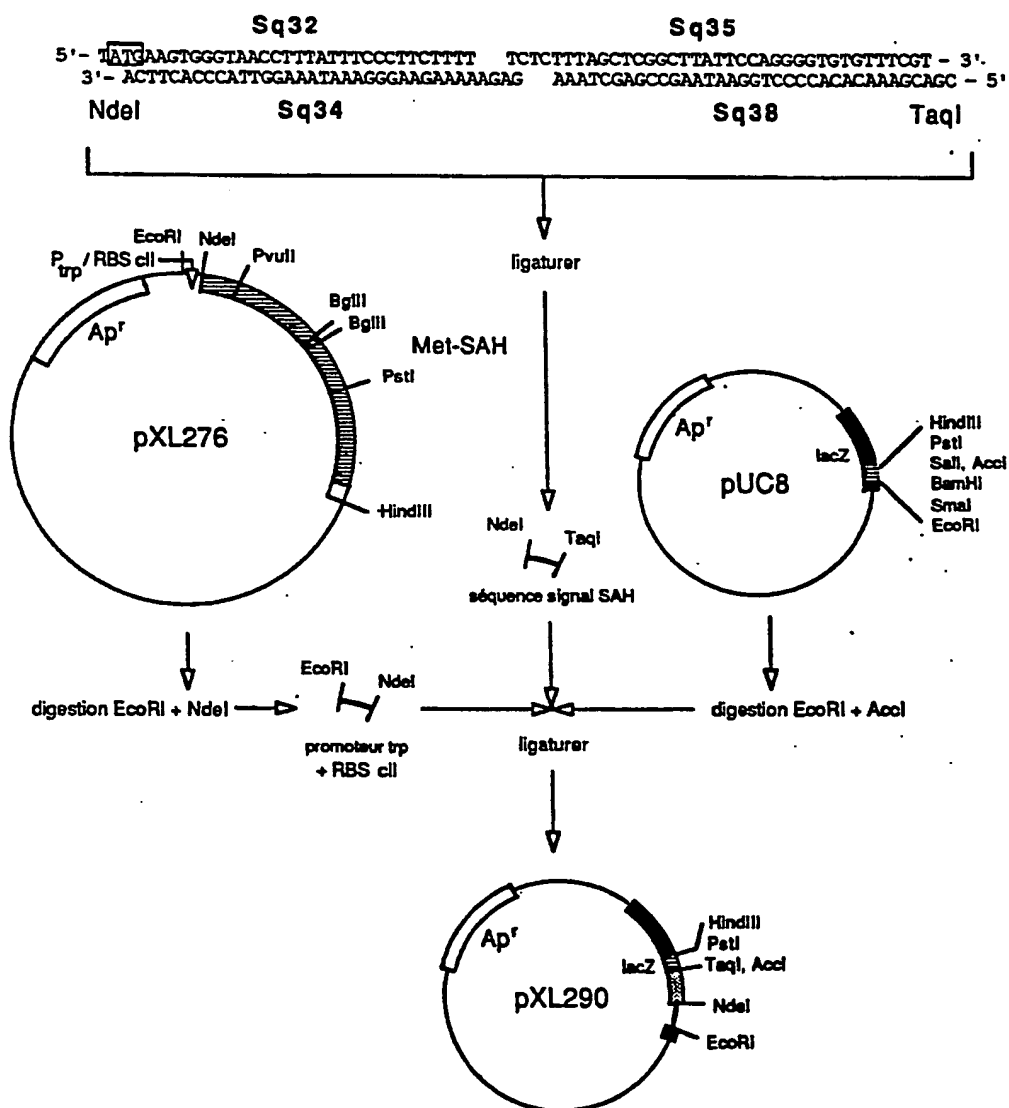 Sq32 Sq35
5'- TATGAAGTGGGTAACCTTTATTTCCCTTCTTTT TCTCTTTAGCTCGGCTTATTCCAGGGGTGTGTTTCGT - 3'.
3'- ACTTCACCCATTGGAAATAAAGGGAAGAAAAAGAG AAATCGAGCCGAATAAGGTCCCCACACAAAGCAGC - 5'
NdeI Sq34 Sq38 TaqI
ligaturer
EcoRI
NdeI
Ptrp / RBS cII
PvuII
BglII
BglII
Apr
Met-SAH
PstI
pXL276
HindIII
Apr
lacZ
pUC8
HindIII
PstI
SalI, AccI
BamHI
SmaI
EcoRI
NdeI
TaqI
séquence signal SAH
digestion EcoRI + NdeI
EcoRI
NdeI
promoteur trp
+ RBS cII
ligaturer
digestion EcoRI + AccI
Apr
lacZ
pXL290
HindIII
PstI
TaqI, AccI
NdeI
EcoRI